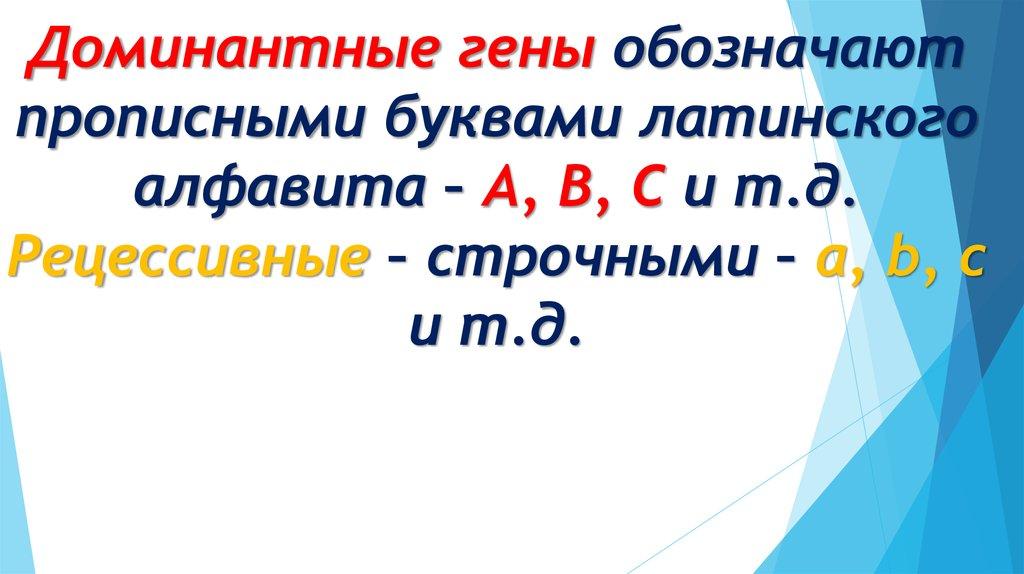 Доминантные гены обозначают
прописными буквами латинского
алфавита – А, В, С и т.д.
Рецессивные – строчными – а, b, с
и т.д.